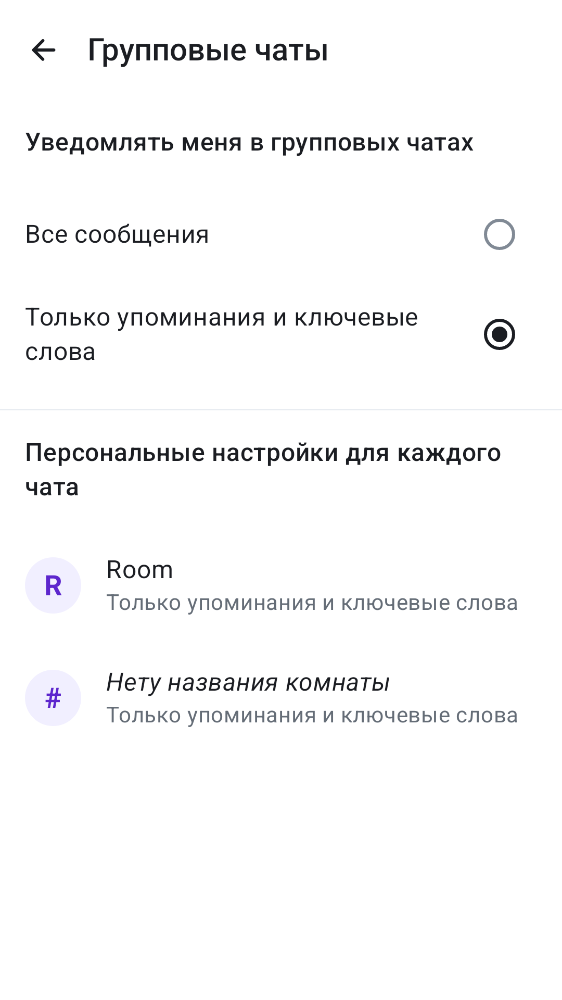 Групповые чаты
Уведомлять меня в групповых чатах
Все сообщения
Только упоминания и ключевые
слова
Персональные настройки для каждого
чата
R
Room
Только упоминания и ключевые слова
#
Нету названия комнаты
Только упоминания и ключевые слова